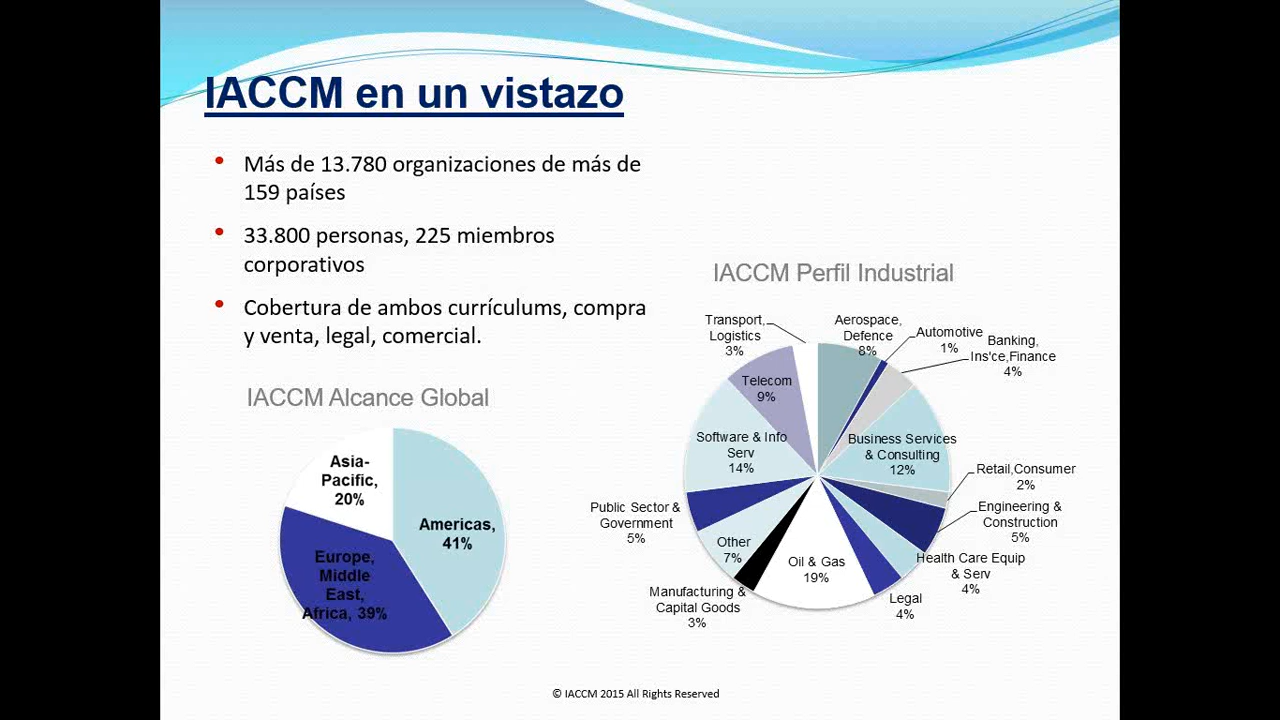 IACCM en un vistazo
Más de 13.780 organizaciones de más de
159 países
33.800 personas, 225 miembros
corporativos
Cobertura de ambos currículums, compra
y venta, legal, comercial.
IACCM Alcance Global
Asia-
Pacific,
20%
Americas,
41%
Europe,
Middle
East,
Africa, 39%
IACCM Perfil Industrial
Transport,
Logistics
3%
Aerospace,
Defence
8%
Automotive
1%
Banking,
Ins'ce,Finance
4%
Telecom
9%
Software & Info
Serv
14%
Business Services
& Consulting
12%
Retail,Consumer
2%
Public Sector &
Government
5%
Engineering &
Construction
5%
Other
7%
Oil & Gas
19%
Health Care Equip
& Serv
4%
Manufacturing &
Capital Goods
3%
Legal
4%
© IACCM 2015 All Rights Reserved